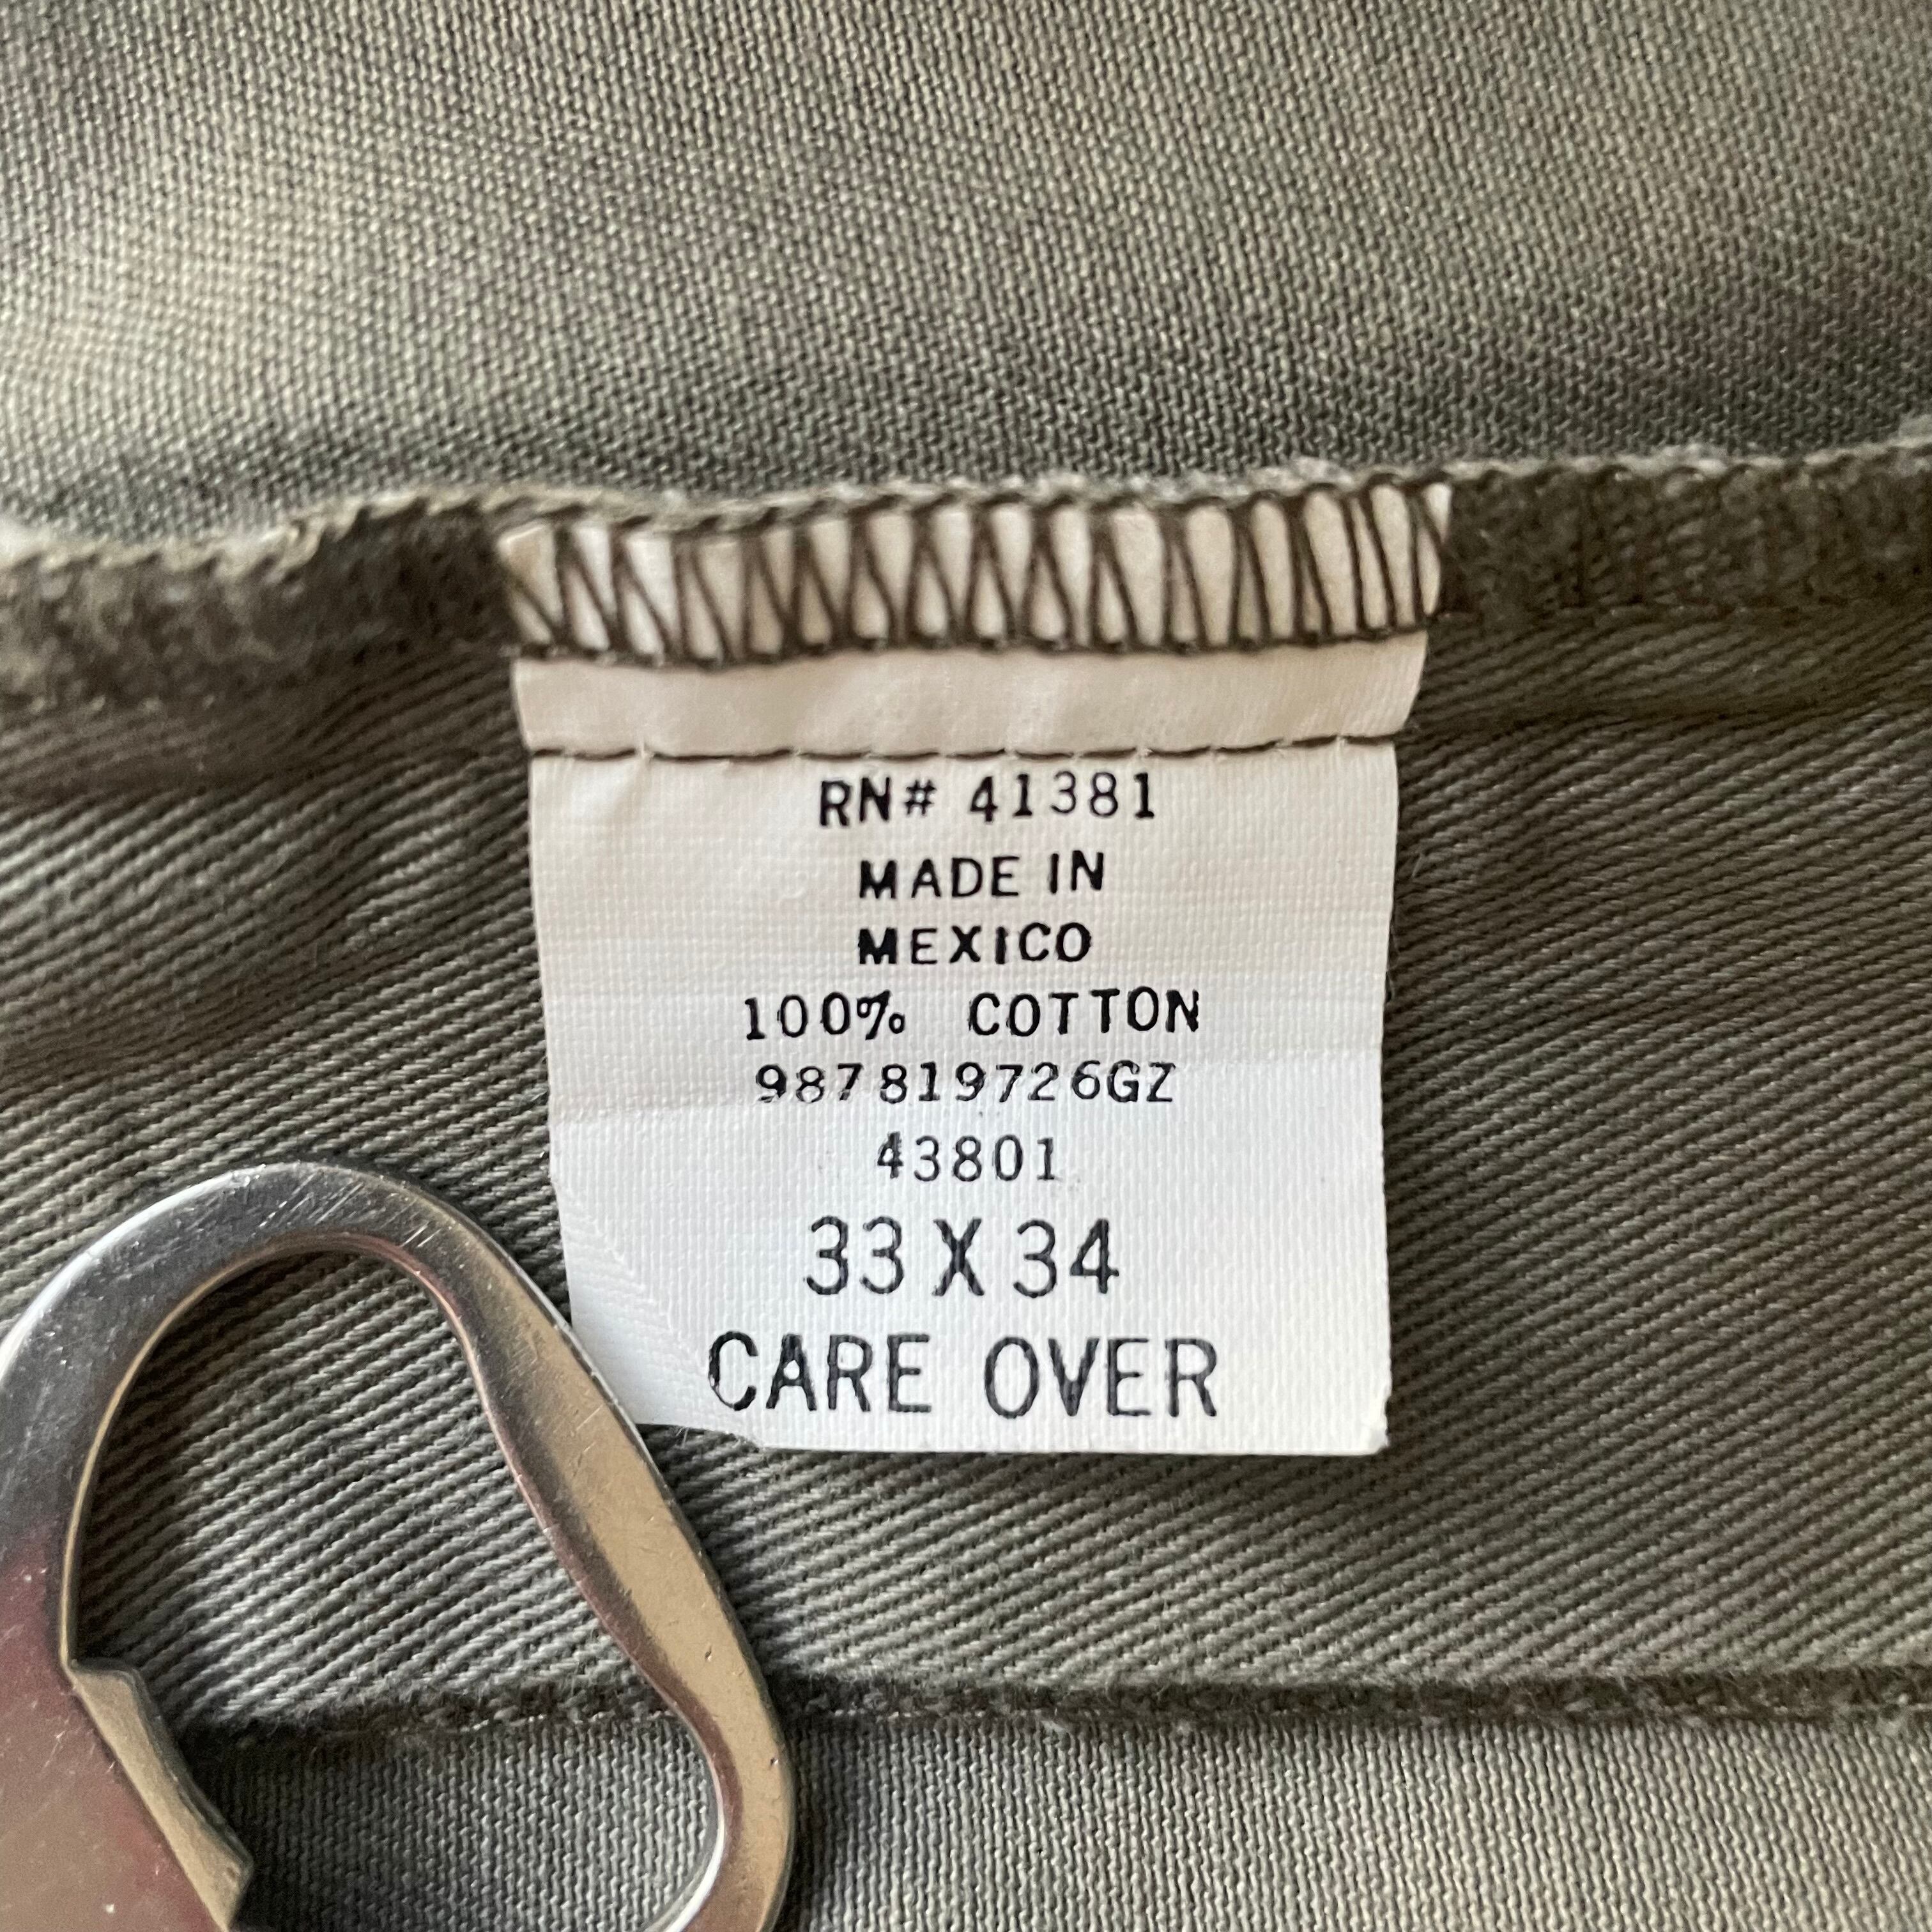 RN# 41381
MADE IN
MEXICO
100% COTTON
987819726GZ
43801
33 X 34
CARE OVER